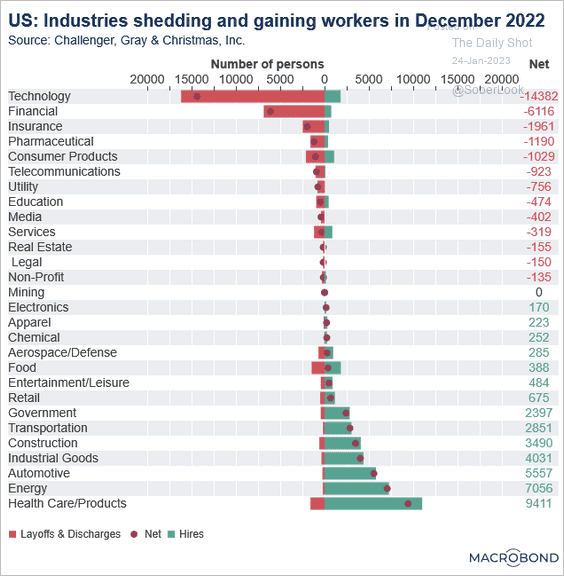 US: Industries shedding and gaining workers in December 2022
Source: Challenger, Gray & Christmas, Inc.
Posted on
The Daily Shot
24-Jan-2023
@SoberLook
Number of persons Net
20000 15000 10000 5000 0 5000 10000 15000 20000
Technology -14382
Financial -6116
Insurance -1961
Pharmaceutical -1190
Consumer Products -1029
Telecommunications -923
Utility -756
Education -474
Media -402
Services -319
Real Estate -155
Legal -150
Non-Profit -135
Mining 0
Electronics 170
Apparel 223
Chemical 252
Aerospace/Defense 285
Food 388
Entertainment/Leisure 484
Retail 675
Government 2397
Transportation 2851
Construction 3490
Industrial Goods 4031
Automotive 5557
Energy 7056
Health Care/Products 9411
Layoffs & Discharges Net Hires
MACROBOND